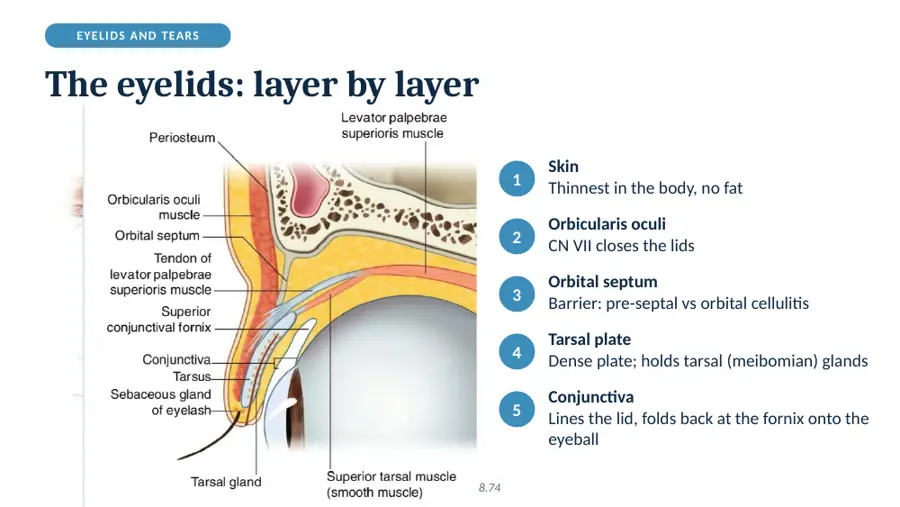 EYELIDS AND TEARS
The eyelids: layer by layer
Levator palpebrae
superioris muscle
Periosteum
Orbicularis oculi
muscle
Orbital septum
Tendon of
levator palpebrae
superioris muscle
Superior
conjunctival fornix
Conjunctiva
Tarsus
Sebaceous gland
of eyelash
Tarsal gland
Superior tarsal muscle
(smooth muscle)
8.74
1
Skin
Thinnest in the body, no fat
2
Orbicularis oculi
CN VII closes the lids
3
Orbital septum
Barrier: pre-septal vs orbital cellulitis
4
Tarsal plate
Dense plate; holds tarsal (meibomian) glands
5
Conjunctiva
Lines the lid, folds back at the fornix onto the
eyeball